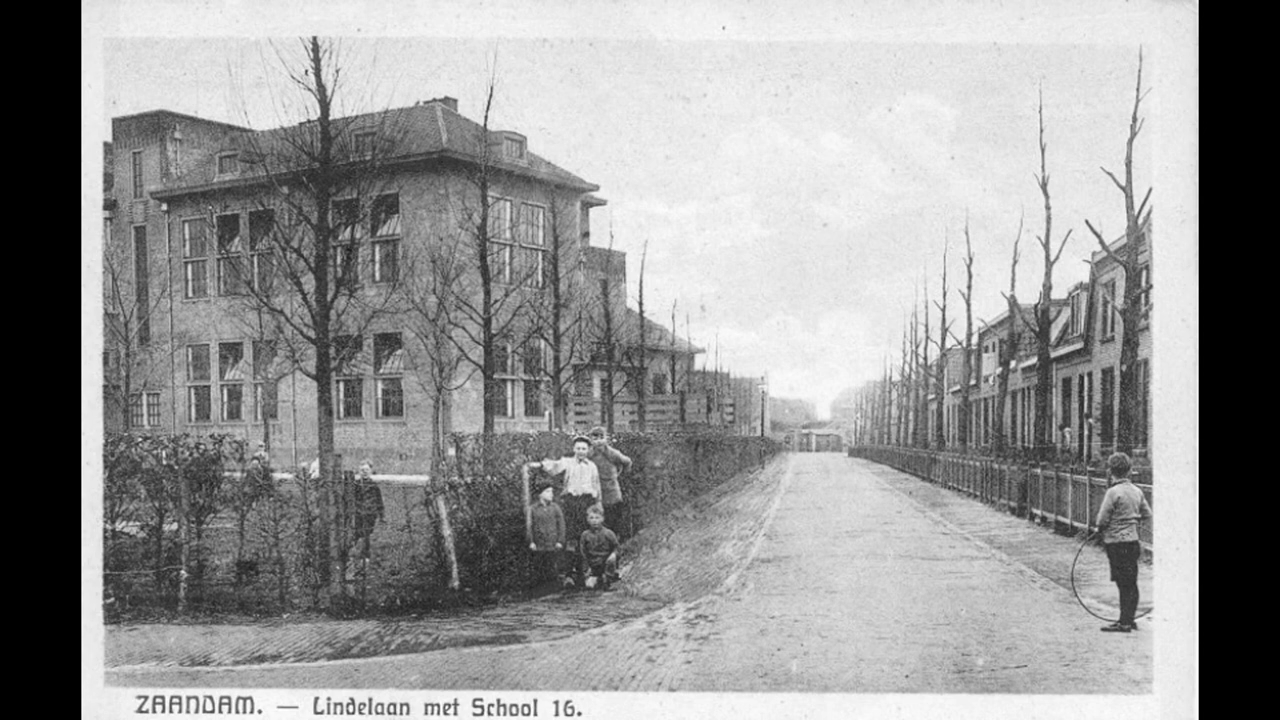 ZAANDAM. — Lindelaan met School 16.